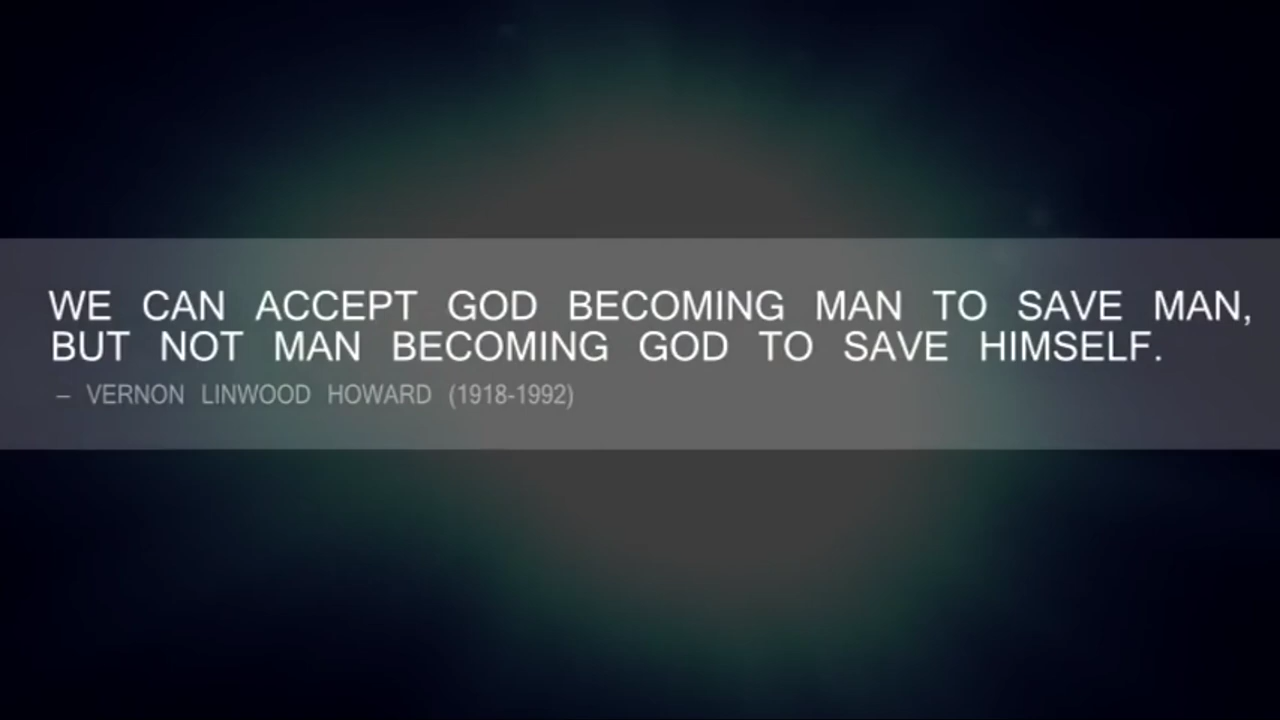 WE CAN ACCEPT GOD BECOMING MAN TO SAVE MAN,
BUT NOT MAN BECOMING GOD TO SAVE HIMSELF.
– VERNON LINWOOD HOWARD (1918-1992)